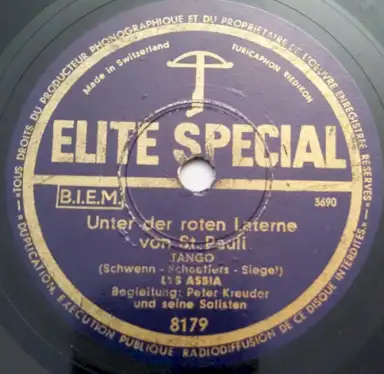 TOUS DROITS DU PRODUCTEUR PHONOGRAPHIQUE ET DU PROPRIETAIRE DE L'OEUVRE ENREGISTREE RESERVES
DUPLICATION, EXECUTION PUBLIQUE RADIODIFFUSION DE CE DISQUE INTERDITES.
Made in Switzerland
TURICAPHON RIEDIKON
ELITE SPECIAL
B.I.E.M.
3690
Unter der roten Laterne
von St. Pauli
TANGO
(Schwenn - Schaeffers - Siegel)
LYS ASSIA
Begleitung: Peter Kreuder
und seine Solisten
8179